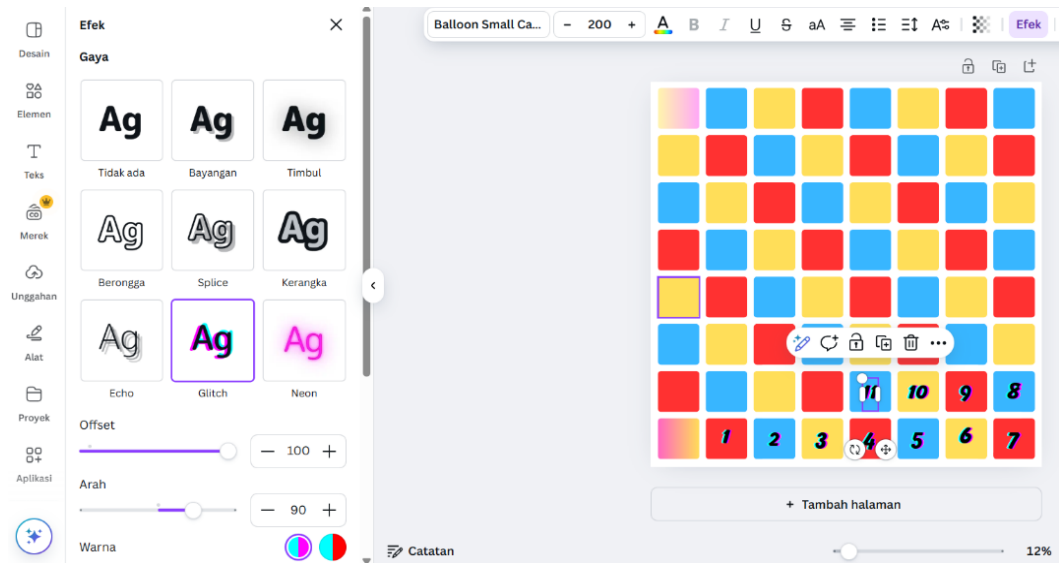 Desain
Elemen
Teks
Merek
Unggahan
Alat
Proyek
Aplikasi
Efek
Gaya
Ag Ag Ag
Tidak ada Bayangan Timbul
Ag Ag Ag
Berongga Splice Kerangka
Ag Ag Ag
Echo Glitch Neon
Offset
100
Arah
90
Warna
Balloon Small Ca... 200 A B I U S aA Efek
11 10 9 8
1 2 3 4 5 6 7
+ Tambah halaman
Catatan
12%